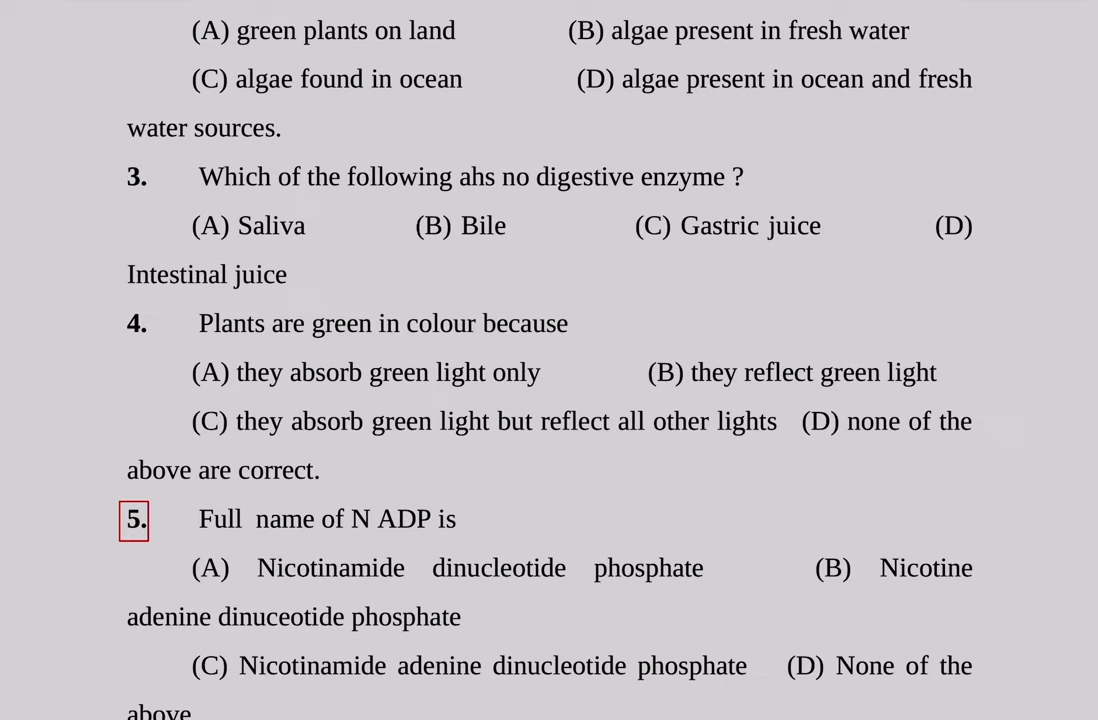 (A) green plants on land (B) algae present in fresh water
(C) algae found in ocean (D) algae present in ocean and fresh
water sources.
3. Which of the following ahs no digestive enzyme ?
(A) Saliva (B) Bile (C) Gastric juice (D)
Intestinal juice
4. Plants are green in colour because
(A) they absorb green light only (B) they reflect green light
(C) they absorb green light but reflect all other lights (D) none of the
above are correct.
5. Full name of N ADP is
(A) Nicotinamide dinucleotide phosphate (B) Nicotine
adenine dinuceotide phosphate
(C) Nicotinamide adenine dinucleotide phosphate (D) None of the
above